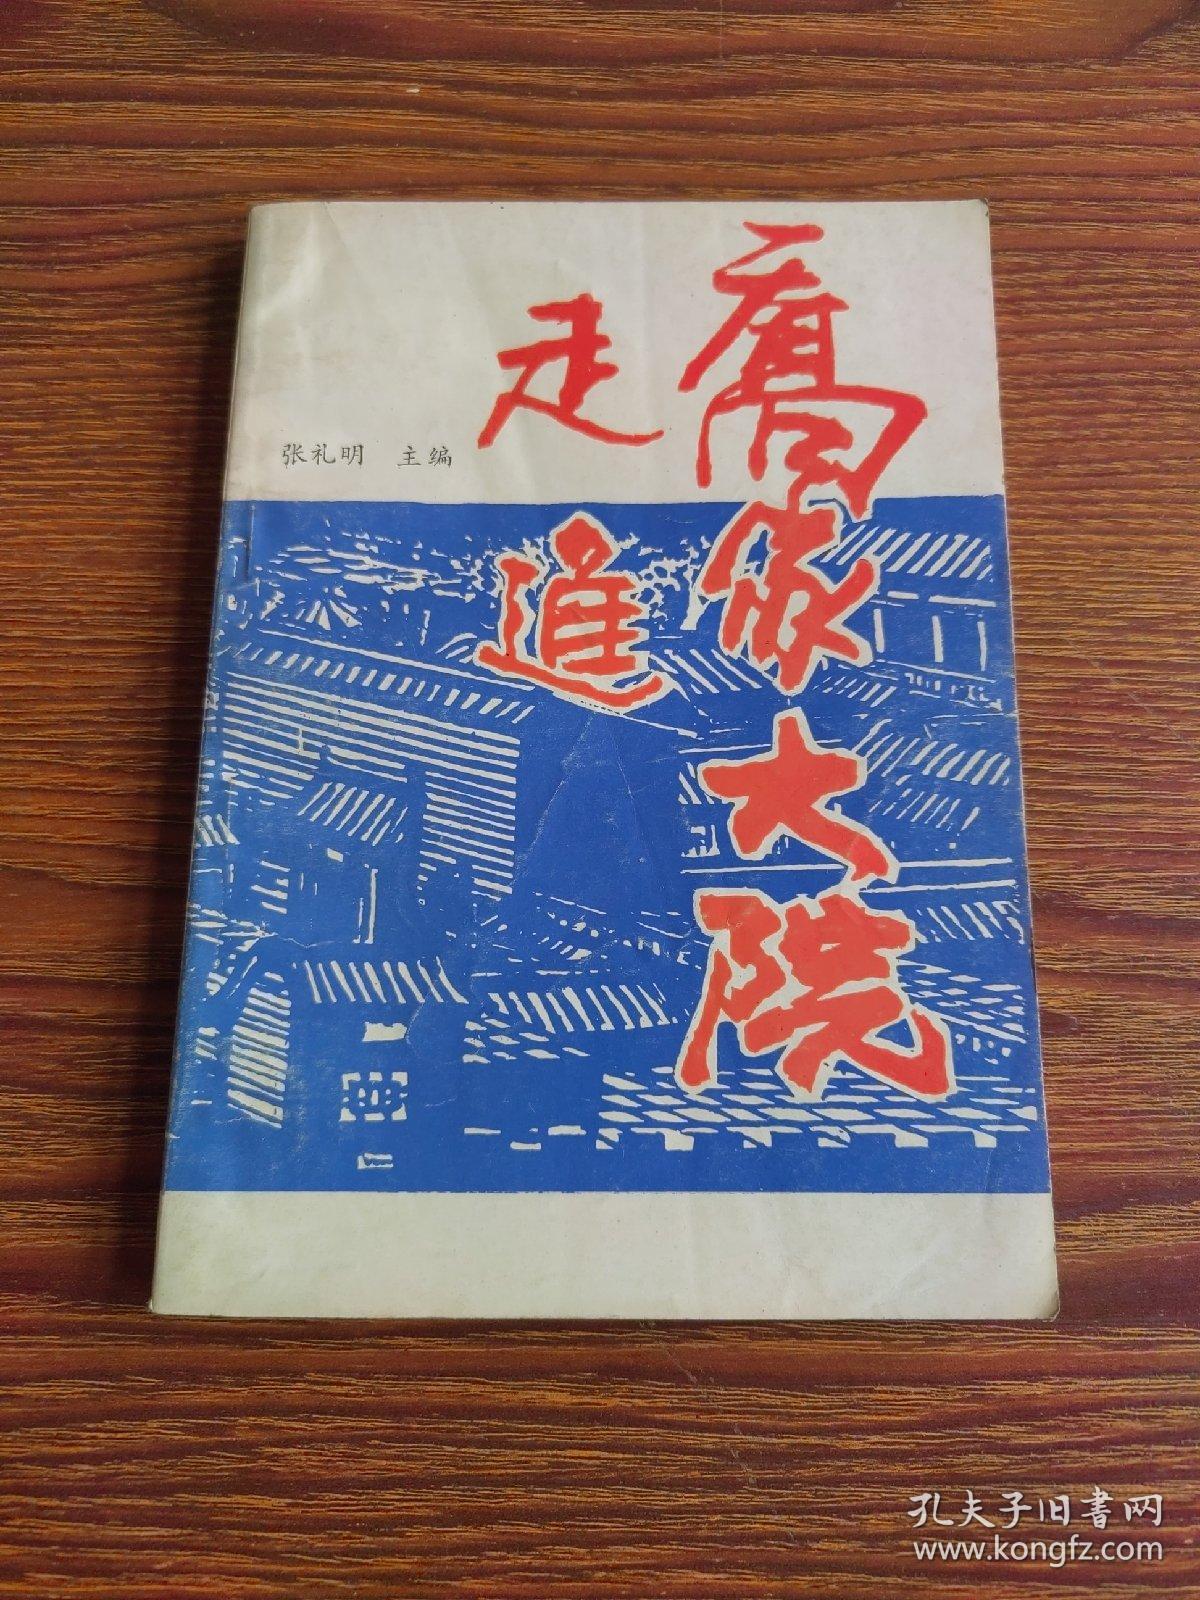 走進
喬家大院
张礼明 主编
孔夫子旧書网
www.kongfz.com